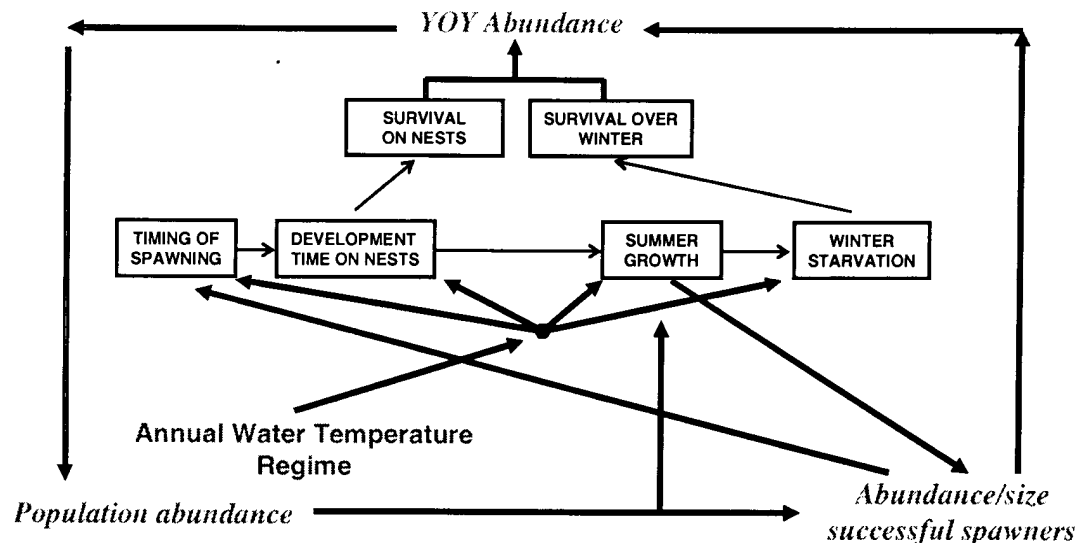 YOY Abundance
SURVIVAL
ON NESTS
SURVIVAL OVER
WINTER
TIMING OF
SPAWNING
DEVELOPMENT
TIME ON NESTS
SUMMER
GROWTH
WINTER
STARVATION
Annual Water Temperature
Regime
Population abundance
Abundance/size
successful spawners